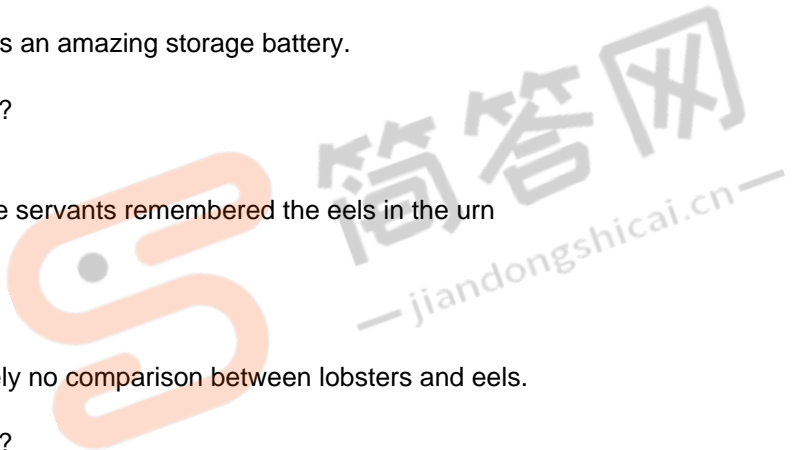 s an amazing storage battery.
?
e servants remembered the eels in the urn
ely no comparison between lobsters and eels.
?
简答网
jiandongshicai.cn